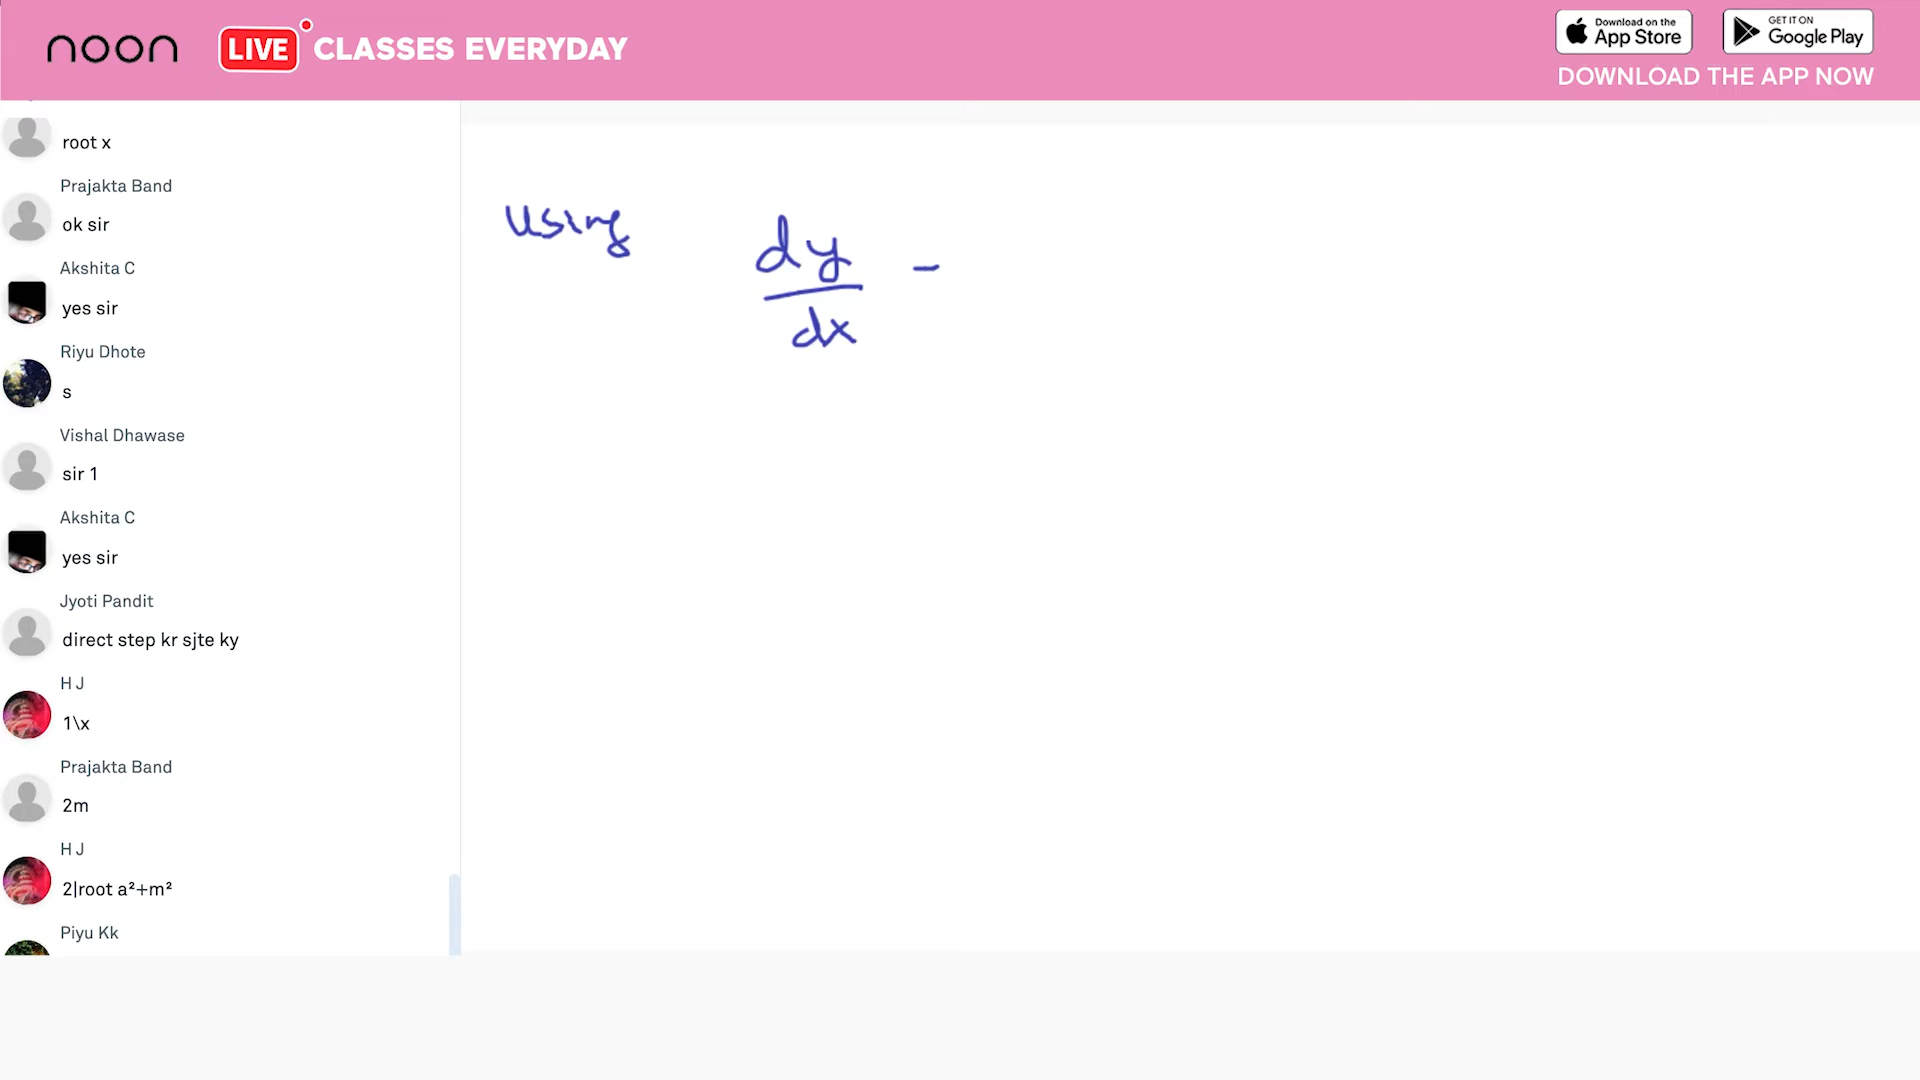 noon LIVE CLASSES EVERYDAY
Download on the App Store
GET IT ON Google Play
DOWNLOAD THE APP NOW
root x
Prajakta Band
ok sir
Akshita C
yes sir
Riyu Dhote
s
Vishal Dhawase
sir 1
Akshita C
yes sir
Jyoti Pandit
direct step kr sjte ky
H J
1\x
Prajakta Band
2m
H J
2|root a²+m²
Piyu Kk
using
dy -
dx